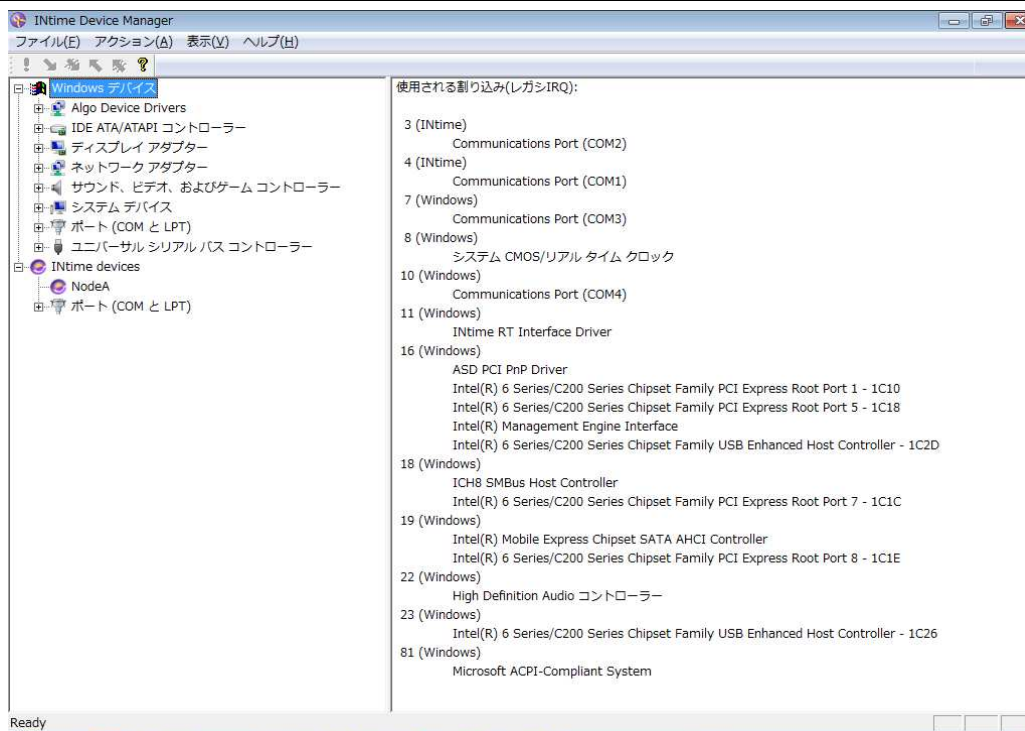 INtime Device Manager
ファイル(F) アクション(A) 表示(V) ヘルプ(H)
Windows デバイス
Algo Device Drivers
IDE ATA/ATAPI コントローラー
ディスプレイ アダプター
ネットワーク アダプター
サウンド、ビデオ、およびゲーム コントローラー
システム デバイス
ポート (COM と LPT)
ユニバーサル シリアル バス コントローラー
INtime devices
NodeA
ポート (COM と LPT)
使用される割り込み(レガシIRQ):
3 (INtime)
Communications Port (COM2)
4 (INtime)
Communications Port (COM1)
7 (Windows)
Communications Port (COM3)
8 (Windows)
システム CMOS/リアル タイム クロック
10 (Windows)
Communications Port (COM4)
11 (Windows)
INtime RT Interface Driver
16 (Windows)
ASD PCI PnP Driver
Intel(R) 6 Series/C200 Series Chipset Family PCI Express Root Port 1 - 1C10
Intel(R) 6 Series/C200 Series Chipset Family PCI Express Root Port 5 - 1C18
Intel(R) Management Engine Interface
Intel(R) 6 Series/C200 Series Chipset Family USB Enhanced Host Controller - 1C2D
18 (Windows)
ICH8 SMBus Host Controller
Intel(R) 6 Series/C200 Series Chipset Family PCI Express Root Port 7 - 1C1C
19 (Windows)
Intel(R) Mobile Express Chipset SATA AHCI Controller
Intel(R) 6 Series/C200 Series Chipset Family PCI Express Root Port 8 - 1C1E
22 (Windows)
High Definition Audio コントローラー
23 (Windows)
Intel(R) 6 Series/C200 Series Chipset Family USB Enhanced Host Controller - 1C26
81 (Windows)
Microsoft ACPI-Compliant System
Ready